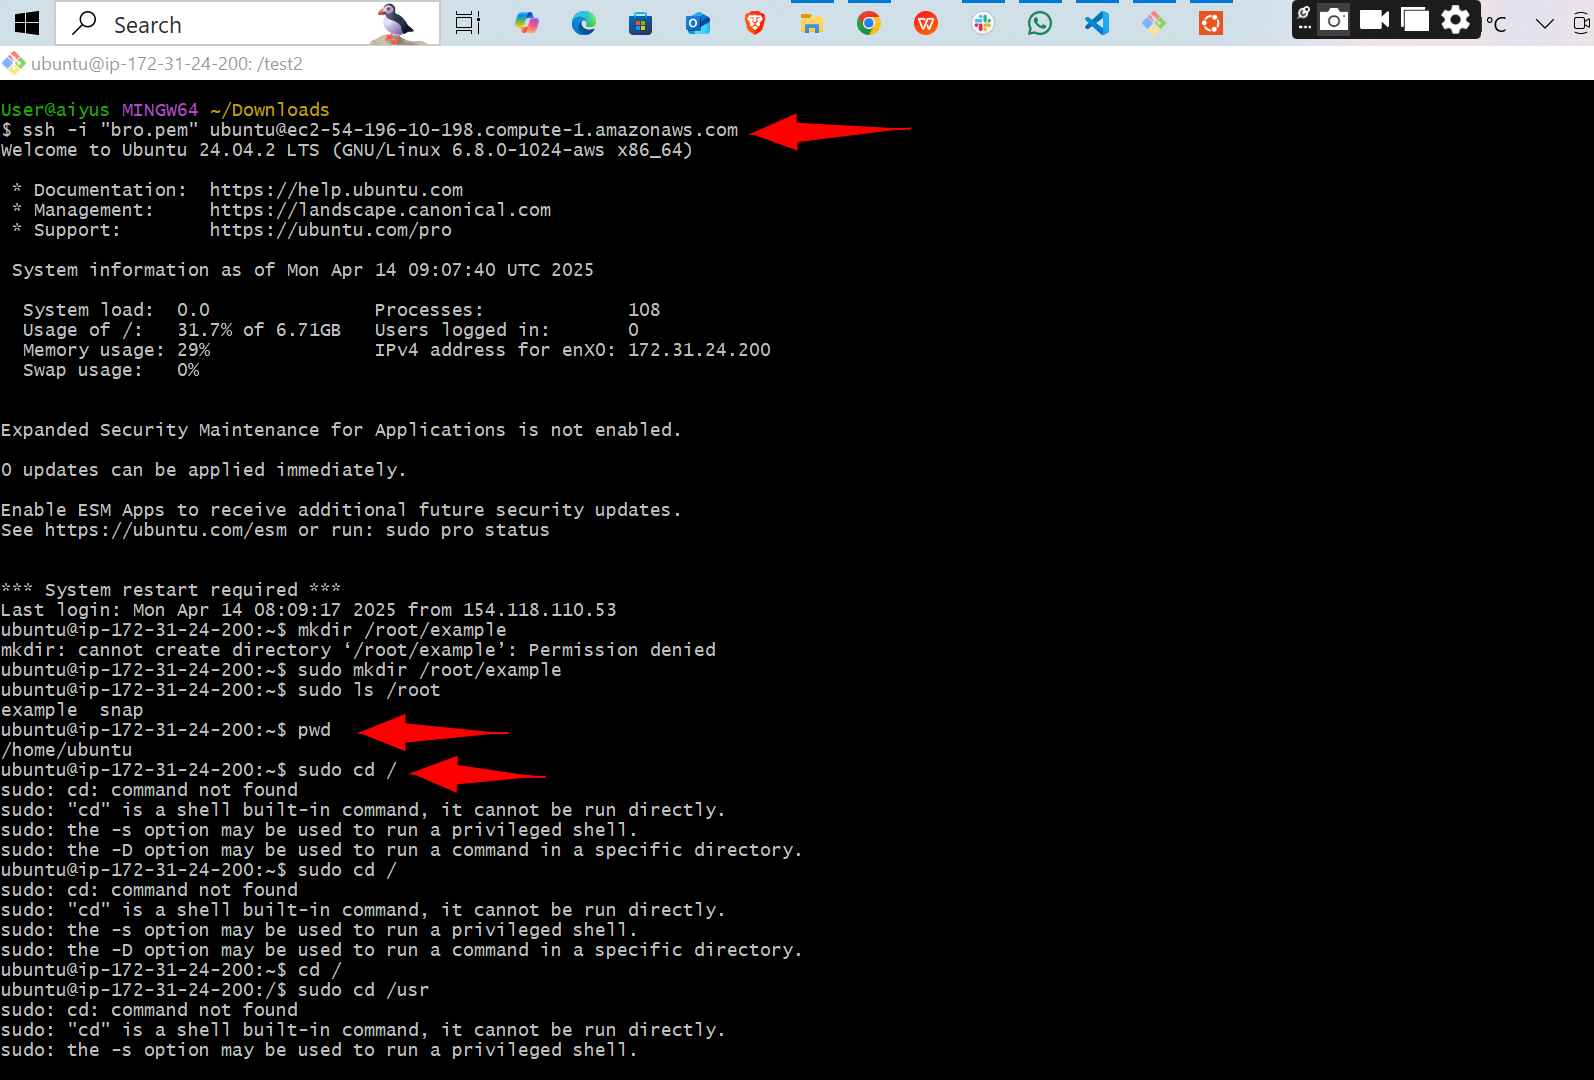 Search
°C
ubuntu@ip-172-31-24-200: /test2
User@aiyus MINGW64 ~/Downloads
$ ssh -i "bro.pem" ubuntu@ec2-54-196-10-198.compute-1.amazonaws.com
Welcome to Ubuntu 24.04.2 LTS (GNU/Linux 6.8.0-1024-aws x86_64)
* Documentation:  https://help.ubuntu.com
* Management:     https://landscape.canonical.com
* Support:        https://ubuntu.com/pro
System information as of Mon Apr 14 09:07:40 UTC 2025
System load:  0.0               Processes:             108
Usage of /:   31.7% of 6.71GB   Users logged in:       0
Memory usage: 29%               IPv4 address for enX0: 172.31.24.200
Swap usage:   0%
Expanded Security Maintenance for Applications is not enabled.
0 updates can be applied immediately.
Enable ESM Apps to receive additional future security updates.
See https://ubuntu.com/esm or run: sudo pro status
*** System restart required ***
Last login: Mon Apr 14 08:09:17 2025 from 154.118.110.53
ubuntu@ip-172-31-24-200:~$ mkdir /root/example
mkdir: cannot create directory ‘/root/example’: Permission denied
ubuntu@ip-172-31-24-200:~$ sudo mkdir /root/example
ubuntu@ip-172-31-24-200:~$ sudo ls /root
example  snap
ubuntu@ip-172-31-24-200:~$ pwd
/home/ubuntu
ubuntu@ip-172-31-24-200:~$ sudo cd /
sudo: cd: command not found
sudo: "cd" is a shell built-in command, it cannot be run directly.
sudo: the -s option may be used to run a privileged shell.
sudo: the -D option may be used to run a command in a specific directory.
ubuntu@ip-172-31-24-200:~$ sudo cd /
sudo: cd: command not found
sudo: "cd" is a shell built-in command, it cannot be run directly.
sudo: the -s option may be used to run a privileged shell.
sudo: the -D option may be used to run a command in a specific directory.
ubuntu@ip-172-31-24-200:~$ cd /
ubuntu@ip-172-31-24-200:/$ sudo cd /usr
sudo: cd: command not found
sudo: "cd" is a shell built-in command, it cannot be run directly.
sudo: the -s option may be used to run a privileged shell.